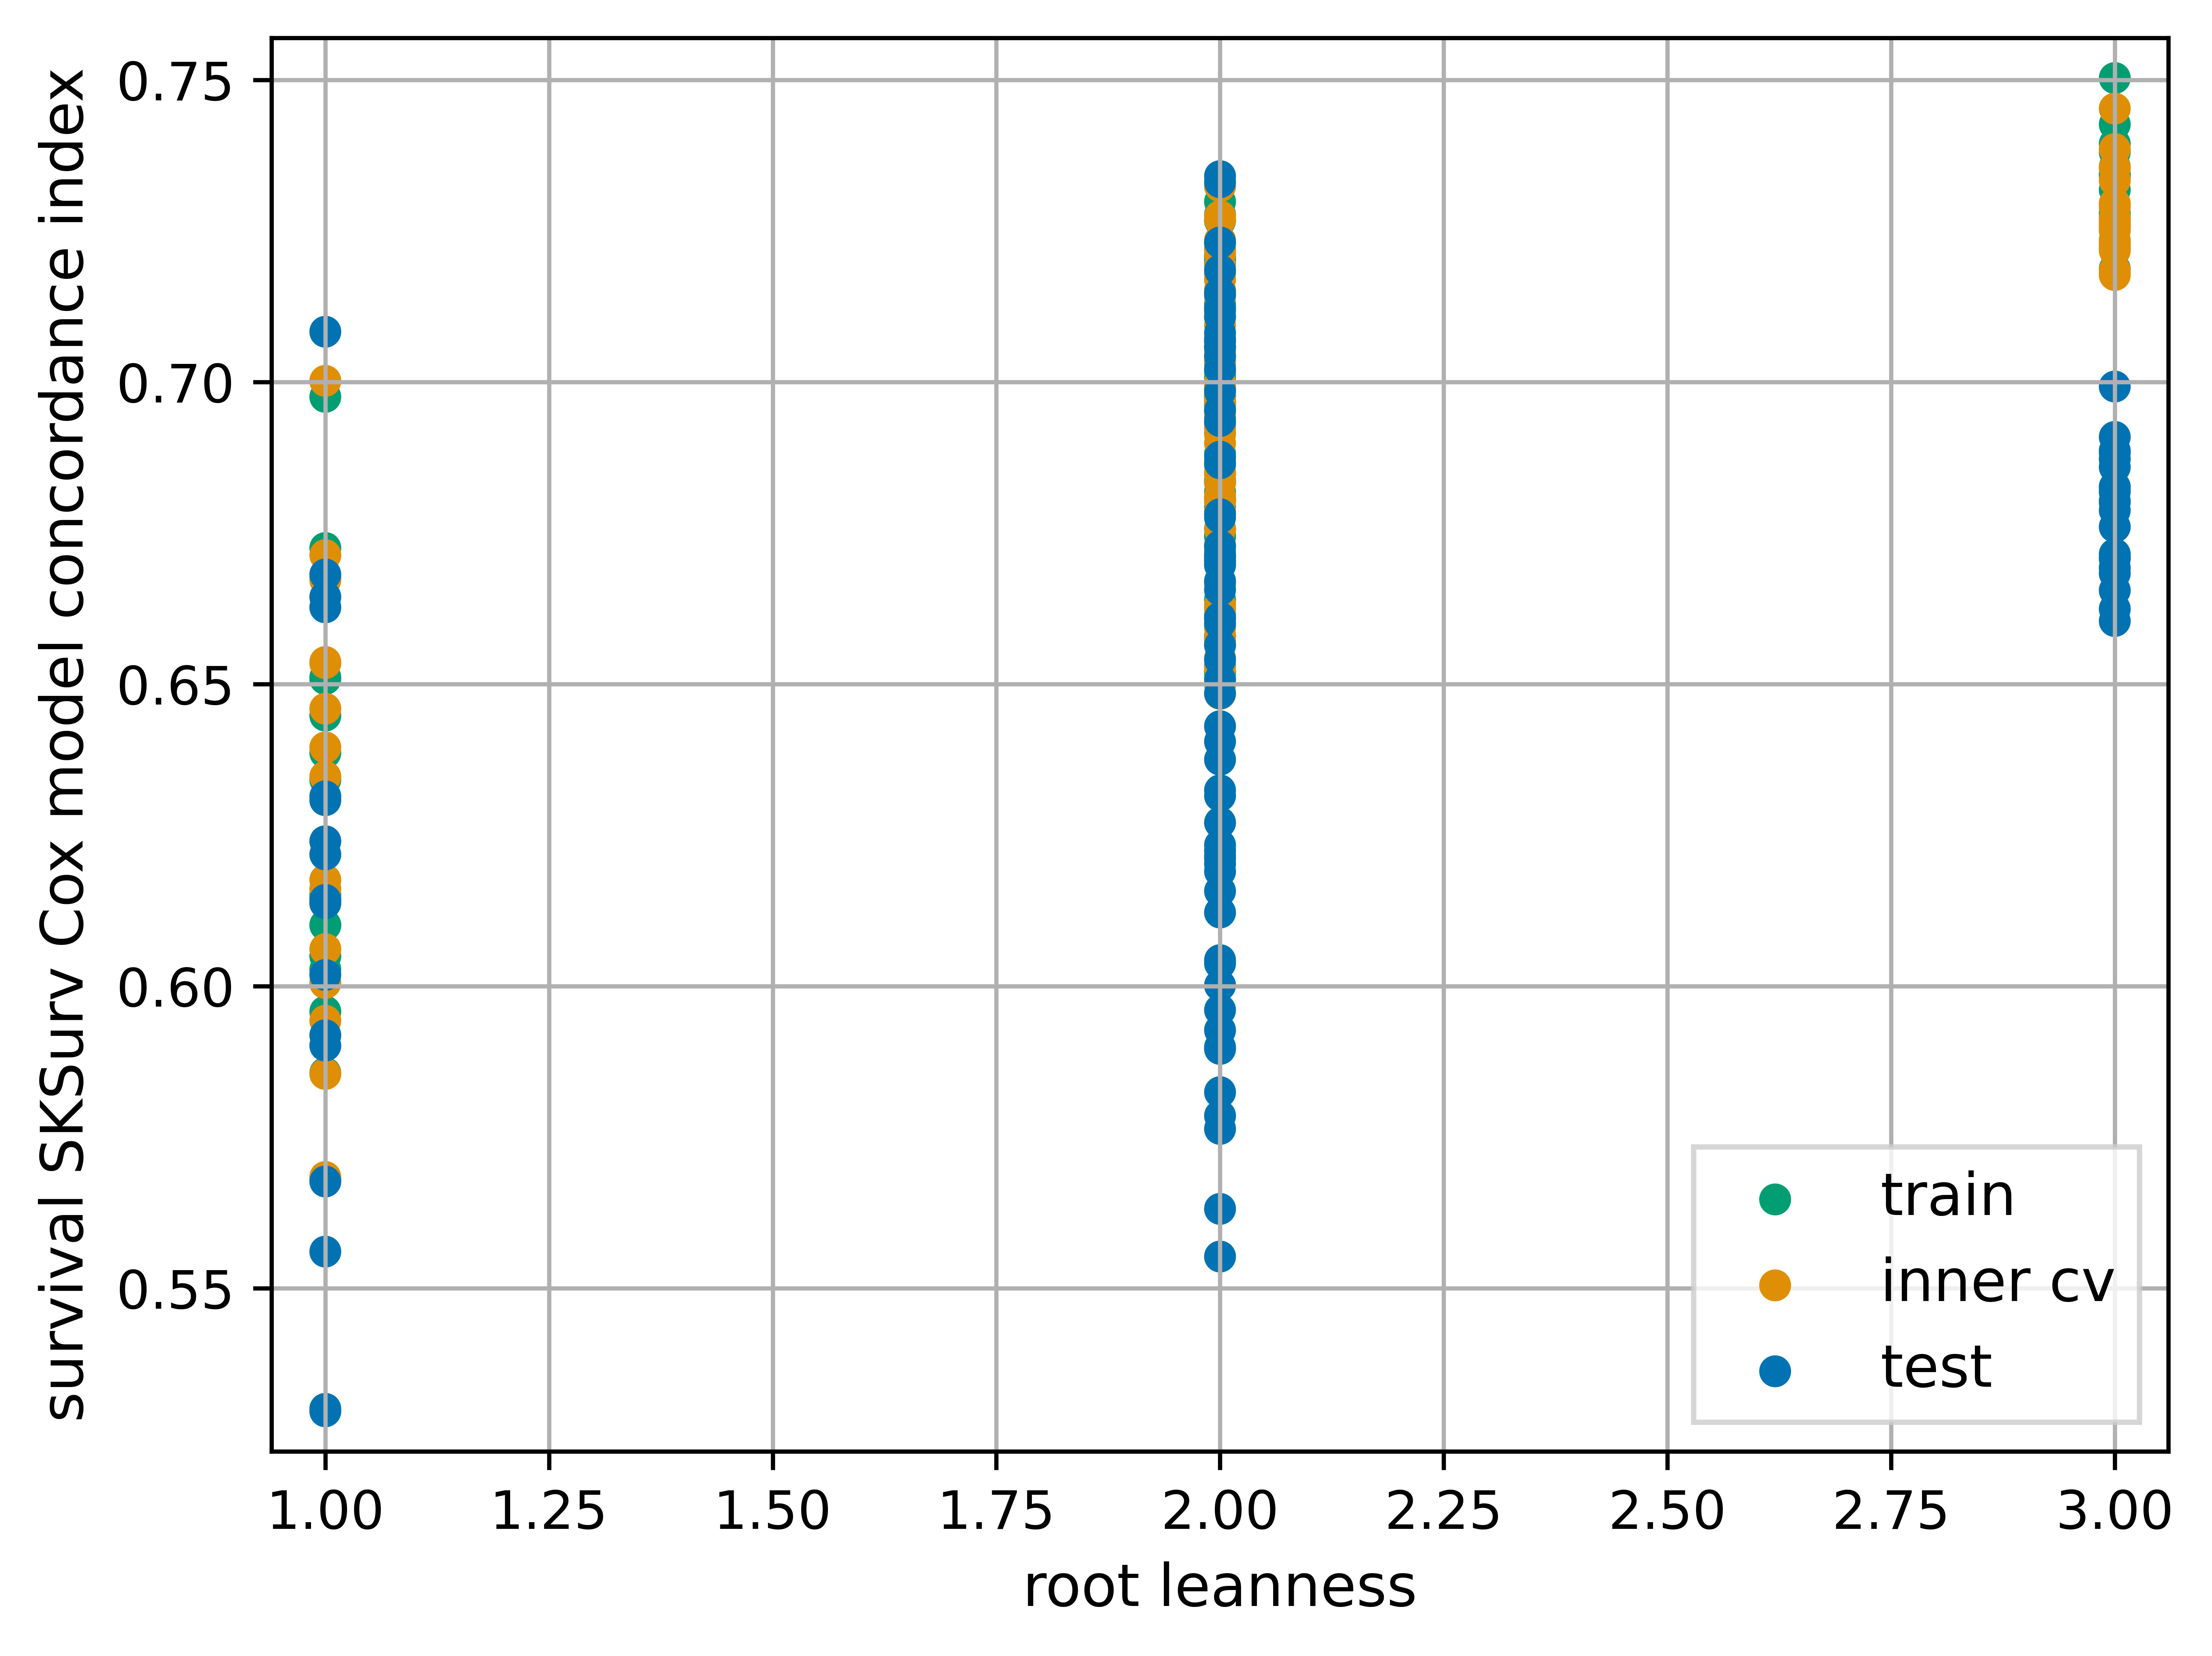 survival SKSurv Cox model concordance index
0.75
0.70
0.65
0.60
0.55
train
inner cv
test
1.00 1.25 1.50 1.75 2.00 2.25 2.50 2.75 3.00
root leanness